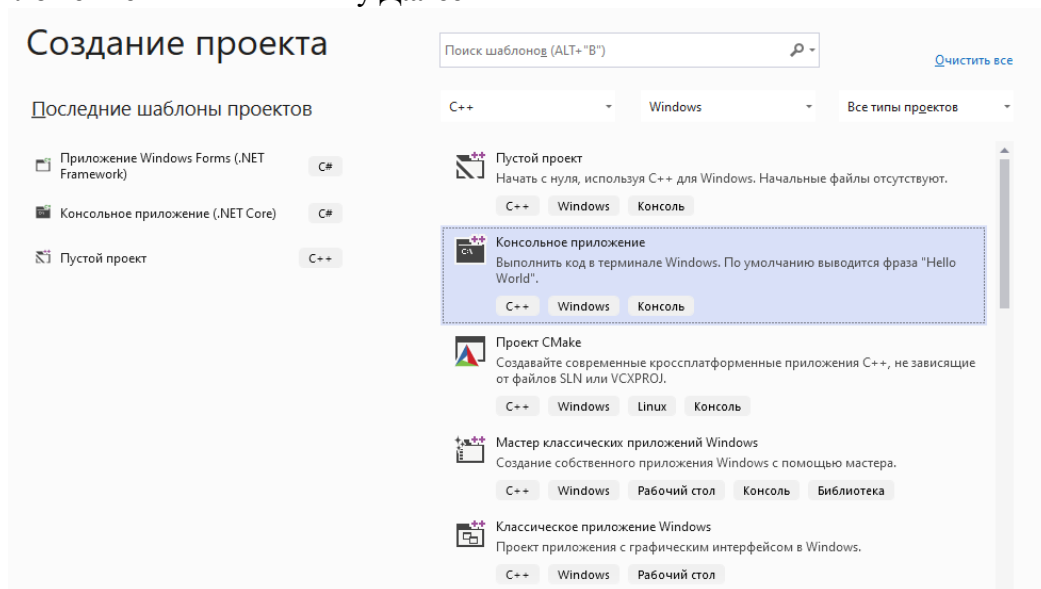 Создание проекта
Поиск шаблонов (ALT+"В")
Очистить все
Последние шаблоны проектов
C++
Windows
Все типы проектов
Приложение Windows Forms (.NET
Framework)
C#
Консольное приложение (.NET Core)
C#
Пустой проект
C++
Пустой проект
Начать с нуля, используя C++ для Windows. Начальные файлы отсутствуют.
C++ Windows Консоль
Консольное приложение
Выполнить код в терминале Windows. По умолчанию выводится фраза "Hello
World".
C++ Windows Консоль
Проект CMake
Создавайте современные кроссплатформенные приложения C++, не зависящие
от файлов SLN или VCXPROJ.
C++ Windows Linux Консоль
Мастер классических приложений Windows
Создание собственного приложения Windows с помощью мастера.
C++ Windows Рабочий стол Консоль Библиотека
Классическое приложение Windows
Проект приложения с графическим интерфейсом в Windows.
C++ Windows Рабочий стол